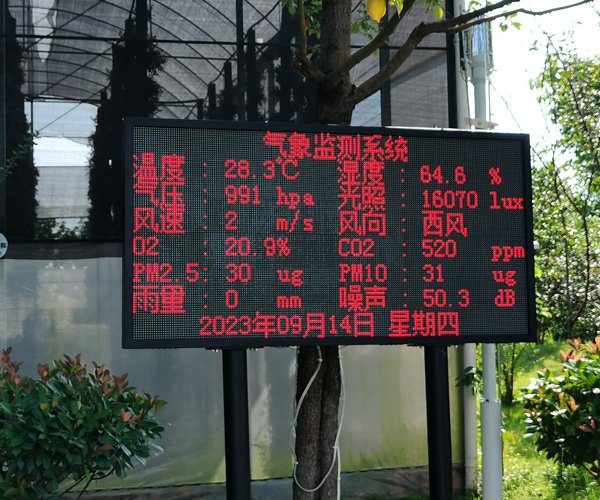 气象监测系统
温度 : 28.3℃ 湿度 : 64.6 %
气压 : 991 hpa 光照 : 16070 lux
风速 : 2 m/s 风向 : 西风
O2 : 20.9% CO2 : 520 ppm
PM2.5: 30 ug PM10 : 31 ug
雨量 : 0 mm 噪声 : 50.3 dB
2023年09月14日 星期四